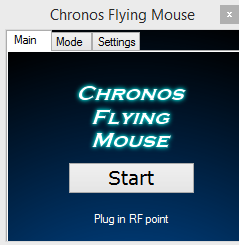 Chronos Flying Mouse x
Main Mode Settings
CHRONOS
FLYING
MOUSE
Start
Plug in RF point